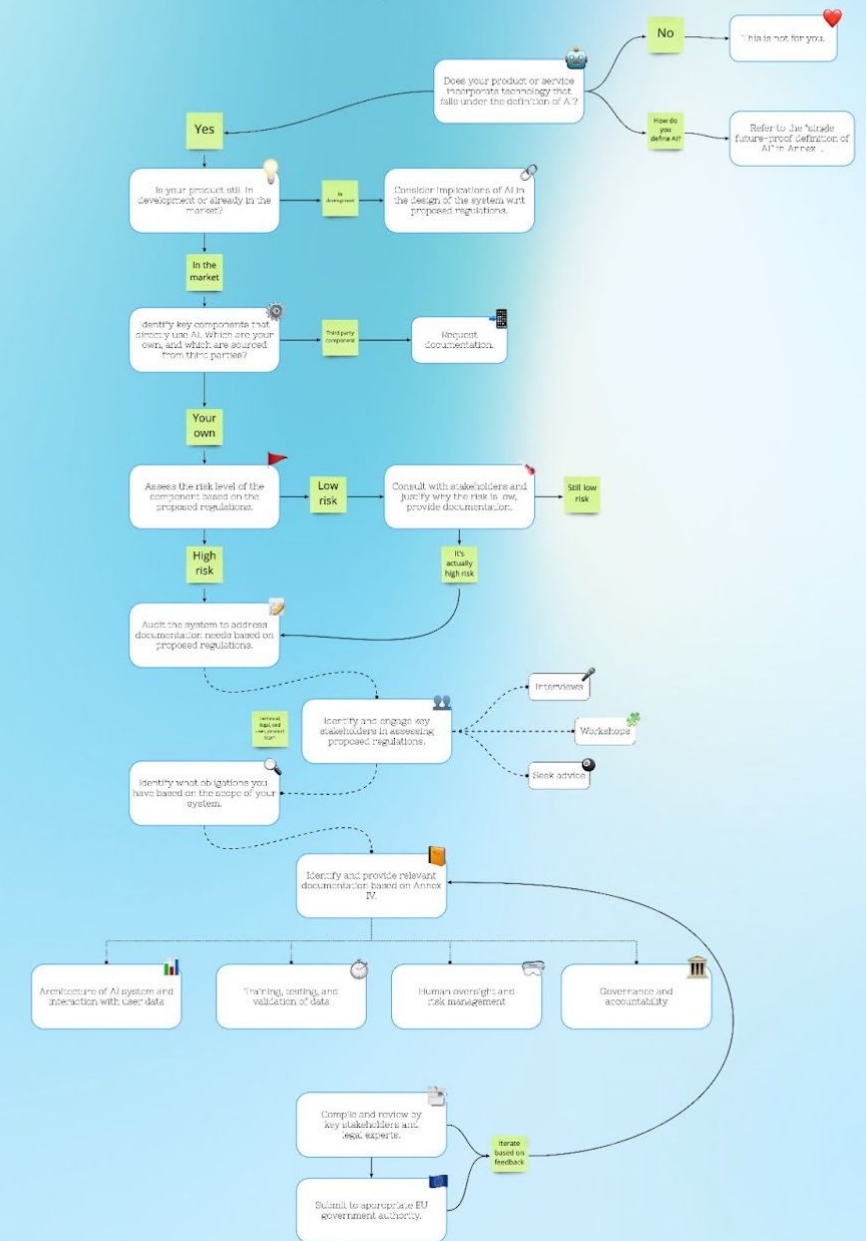 Does your product or service
incorporate technology that
falls under the definition of AI?
No
This is not for you.
How do
you
define AI?
Refer to the "single
future-proof definition of
AI" in Annex
Yes
Is your product still in
development or already in the
market?
In
development
Consider implications of AI in
the design of the system wrt
proposed regulations.
In the
market
Identify key components that
directly use AI. Which are your
own, and which are sourced
from third parties?
Third party
component
Request
documentation.
Your
own
Assess the risk level of the
component based on the
proposed regulations.
Low
risk
Consult with stakeholders and
justify why the risk is low,
provide documentation.
Still low
risk
High
risk
It's
actually
high risk
Audit the system to address
documentation needs based on
proposed regulations.
Technical,
legal, and
user, product
Identify and engage key
stakeholders in assessing
proposed regulations.
Interviews
Workshops
Seek advice
Identify what obligations you
have based on the scope of your
system.
Identify and provide relevant
documentation based on Annex
IV.
Architecture of AI system and
interaction with user data
Training, testing, and
validation of data
Human oversight and
risk management
Governance and
accountability
Compile and review by
key stakeholders and
legal experts.
Iterate
based on
feedback
Submit to appropriate EU
government authority.